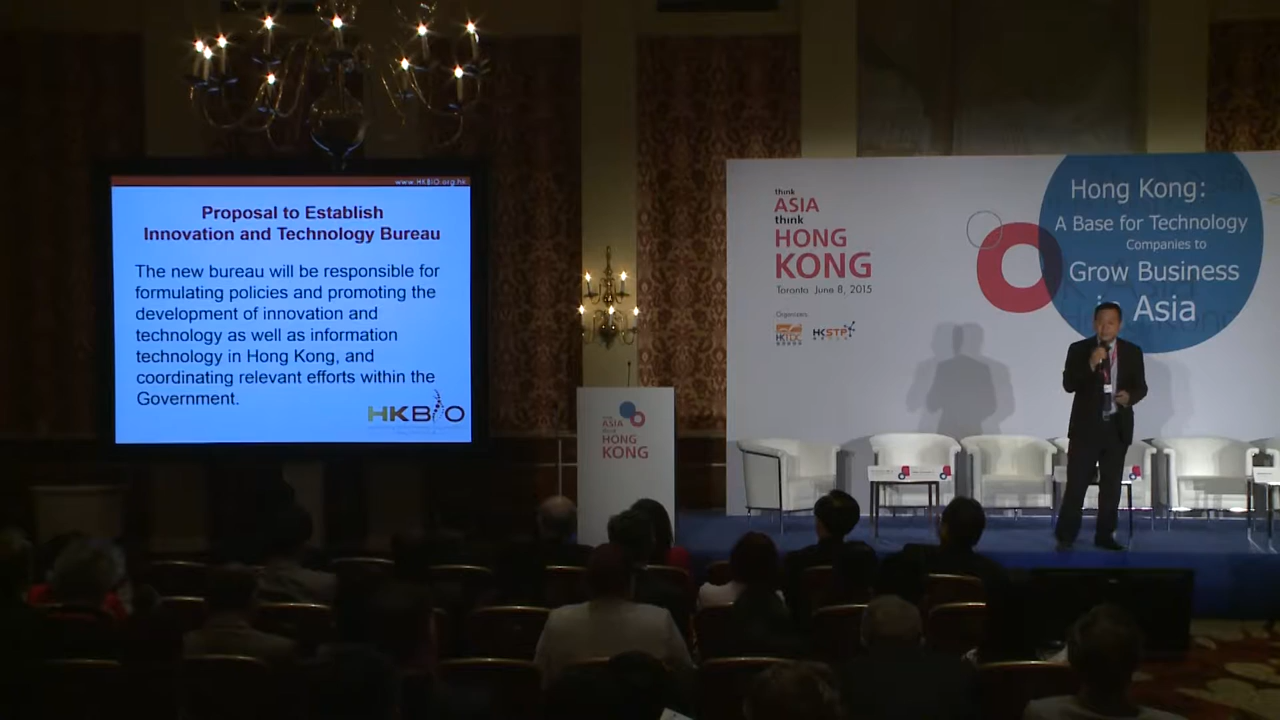 www.HKBIO.org.hk
Proposal to Establish
Innovation and Technology Bureau
The new bureau will be responsible for
formulating policies and promoting the
development of innovation and
technology as well as information
technology in Hong Kong, and
coordinating relevant efforts within the
Government.
HKBIO
think
ASIA
think
HONG
KONG
Toronto June 8, 2015
Organizers:
HKTDC
HKSTP
Hong Kong:
A Base for Technology
Companies to
Grow Business
in Asia
think
ASIA
think
HONG
KONG